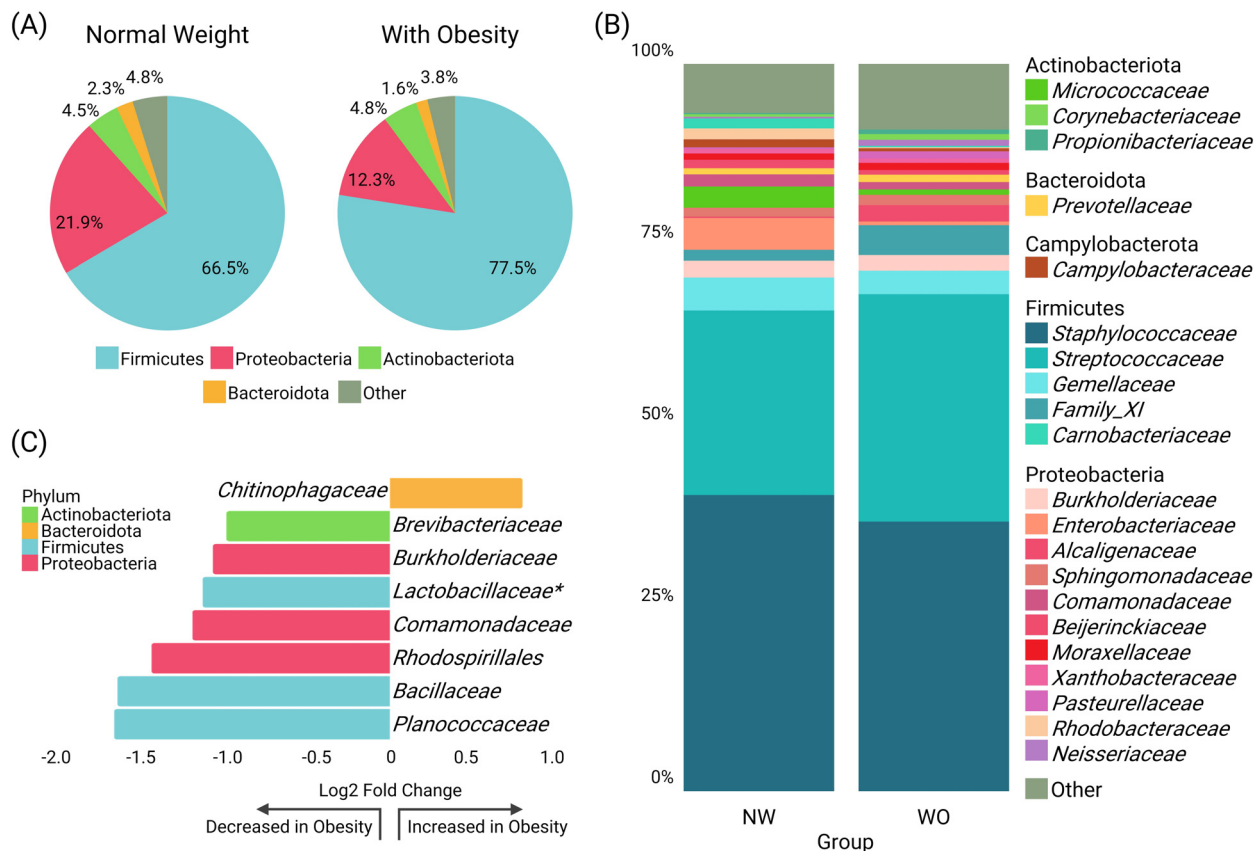 (A)
Normal Weight
With Obesity
4.8%
2.3%
4.5%
21.9%
66.5%
3.8%
1.6%
4.8%
12.3%
77.5%
Firmicutes
Proteobacteria
Actinobacteriota
Bacteroidota
Other
(B)
100%
75%
50%
25%
0%
NW
WO
Group
Actinobacteriota
Micrococcaceae
Corynebacteriaceae
Propionibacteriaceae
Bacteroidota
Prevotellaceae
Campylobacterota
Campylobacteraceae
Firmicutes
Staphylococcaceae
Streptococcaceae
Gemellaceae
Family_XI
Carnobacteriaceae
Proteobacteria
Burkholderiaceae
Enterobacteriaceae
Alcaligenaceae
Sphingomonadaceae
Comamonadaceae
Beijerinckiaceae
Moraxellaceae
Xanthobacteraceae
Pasteurellaceae
Rhodobacteraceae
Neisseriaceae
Other
(C)
Phylum
Actinobacteriota
Bacteroidota
Firmicutes
Proteobacteria
Chitinophagaceae
Brevibacteriaceae
Burkholderiaceae
Lactobacillaceae*
Comamonadaceae
Rhodospirillales
Bacillaceae
Planococcaceae
-2.0 -1.5 -1.0 -0.5 0 0.5 1.0
Log2 Fold Change
Decreased in Obesity
Increased in Obesity